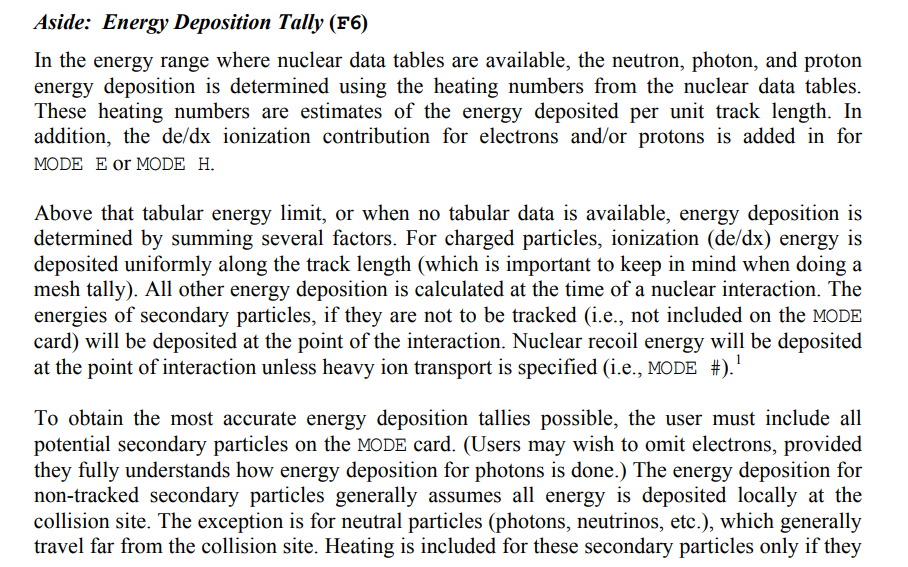 Aside: Energy Deposition Tally (F6)
In the energy range where nuclear data tables are available, the neutron, photon, and proton
energy deposition is determined using the heating numbers from the nuclear data tables.
These heating numbers are estimates of the energy deposited per unit track length. In
addition, the de/dx ionization contribution for electrons and/or protons is added in for
MODE E or MODE H.
Above that tabular energy limit, or when no tabular data is available, energy deposition is
determined by summing several factors. For charged particles, ionization (de/dx) energy is
deposited uniformly along the track length (which is important to keep in mind when doing a
mesh tally). All other energy deposition is calculated at the time of a nuclear interaction. The
energies of secondary particles, if they are not to be tracked (i.e., not included on the MODE
card) will be deposited at the point of the interaction. Nuclear recoil energy will be deposited
at the point of interaction unless heavy ion transport is specified (i.e., MODE #).¹
To obtain the most accurate energy deposition tallies possible, the user must include all
potential secondary particles on the MODE card. (Users may wish to omit electrons, provided
they fully understands how energy deposition for photons is done.) The energy deposition for
non-tracked secondary particles generally assumes all energy is deposited locally at the
collision site. The exception is for neutral particles (photons, neutrinos, etc.), which generally
travel far from the collision site. Heating is included for these secondary particles only if they